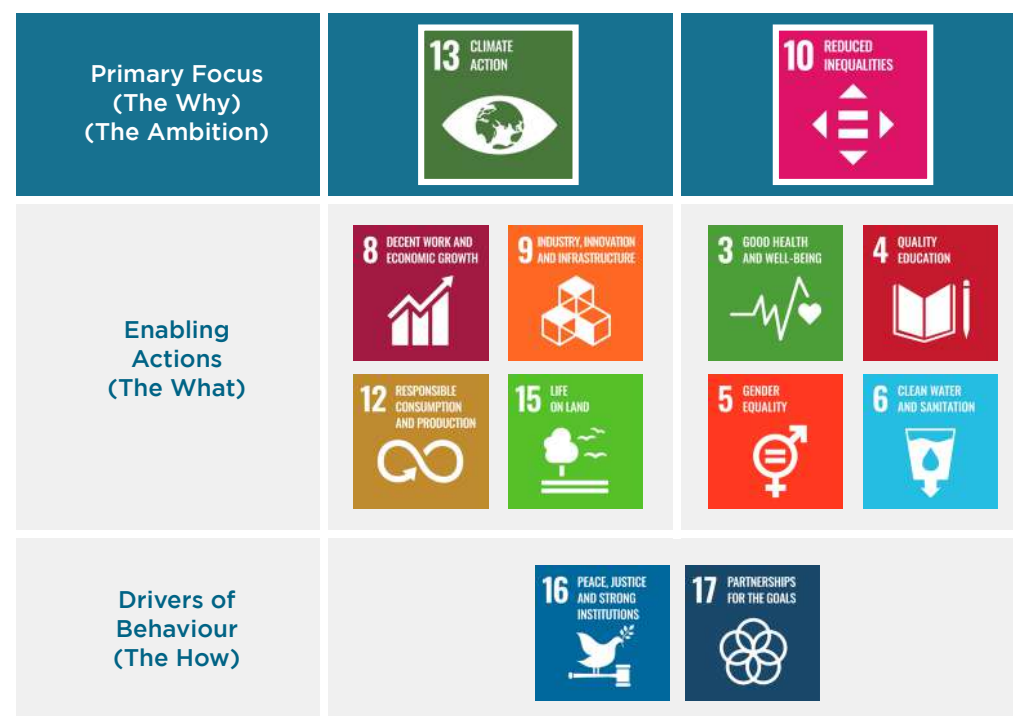 Primary Focus
(The Why)
(The Ambition)
13 CLIMATE
ACTION
10 REDUCED
INEQUALITIES
Enabling
Actions
(The What)
8 DECENT WORK AND
ECONOMIC GROWTH
9 INDUSTRY, INNOVATION
AND INFRASTRUCTURE
3 GOOD HEALTH
AND WELL-BEING
4 QUALITY
EDUCATION
12 RESPONSIBLE
CONSUMPTION
AND PRODUCTION
15 LIFE
ON LAND
5 GENDER
EQUALITY
6 CLEAN WATER
AND SANITATION
Drivers of
Behaviour
(The How)
16 PEACE, JUSTICE
AND STRONG
INSTITUTIONS
17 PARTNERSHIPS
FOR THE GOALS